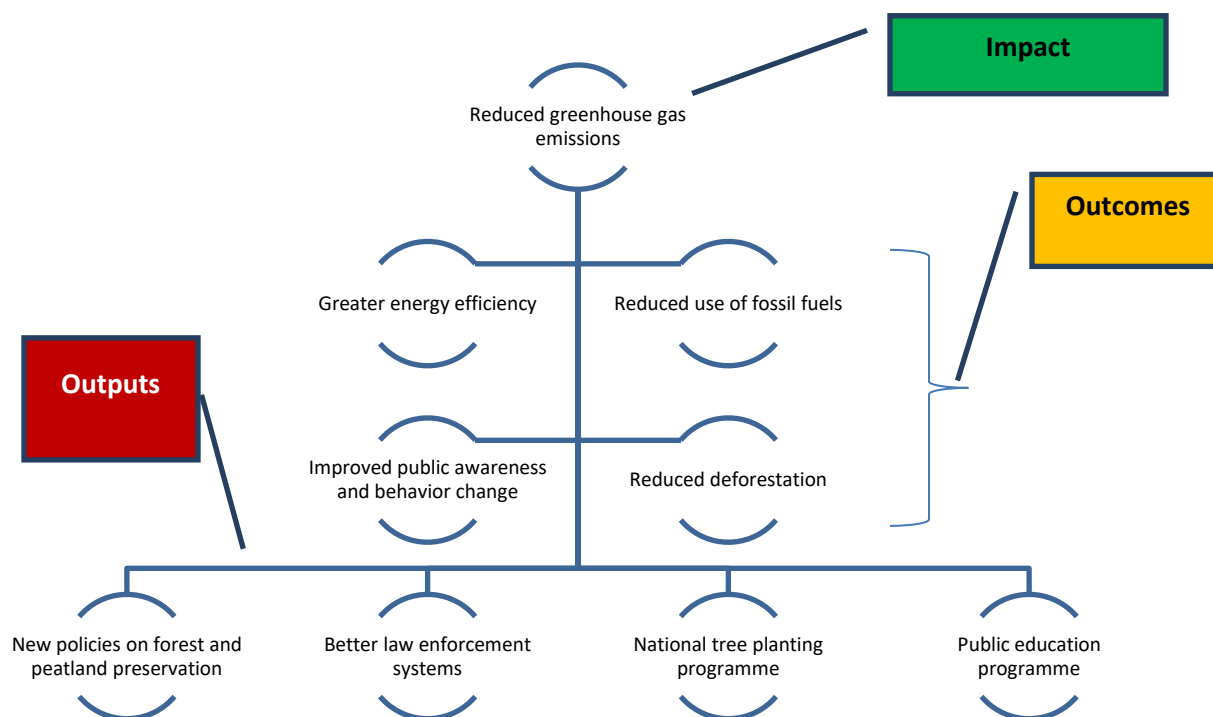 Impact
Reduced greenhouse gas
emissions
Outcomes
Greater energy efficiency
Reduced use of fossil fuels
Outputs
Improved public awareness
and behavior change
Reduced deforestation
New policies on forest and
peatland preservation
Better law enforcement
systems
National tree planting
programme
Public education
programme